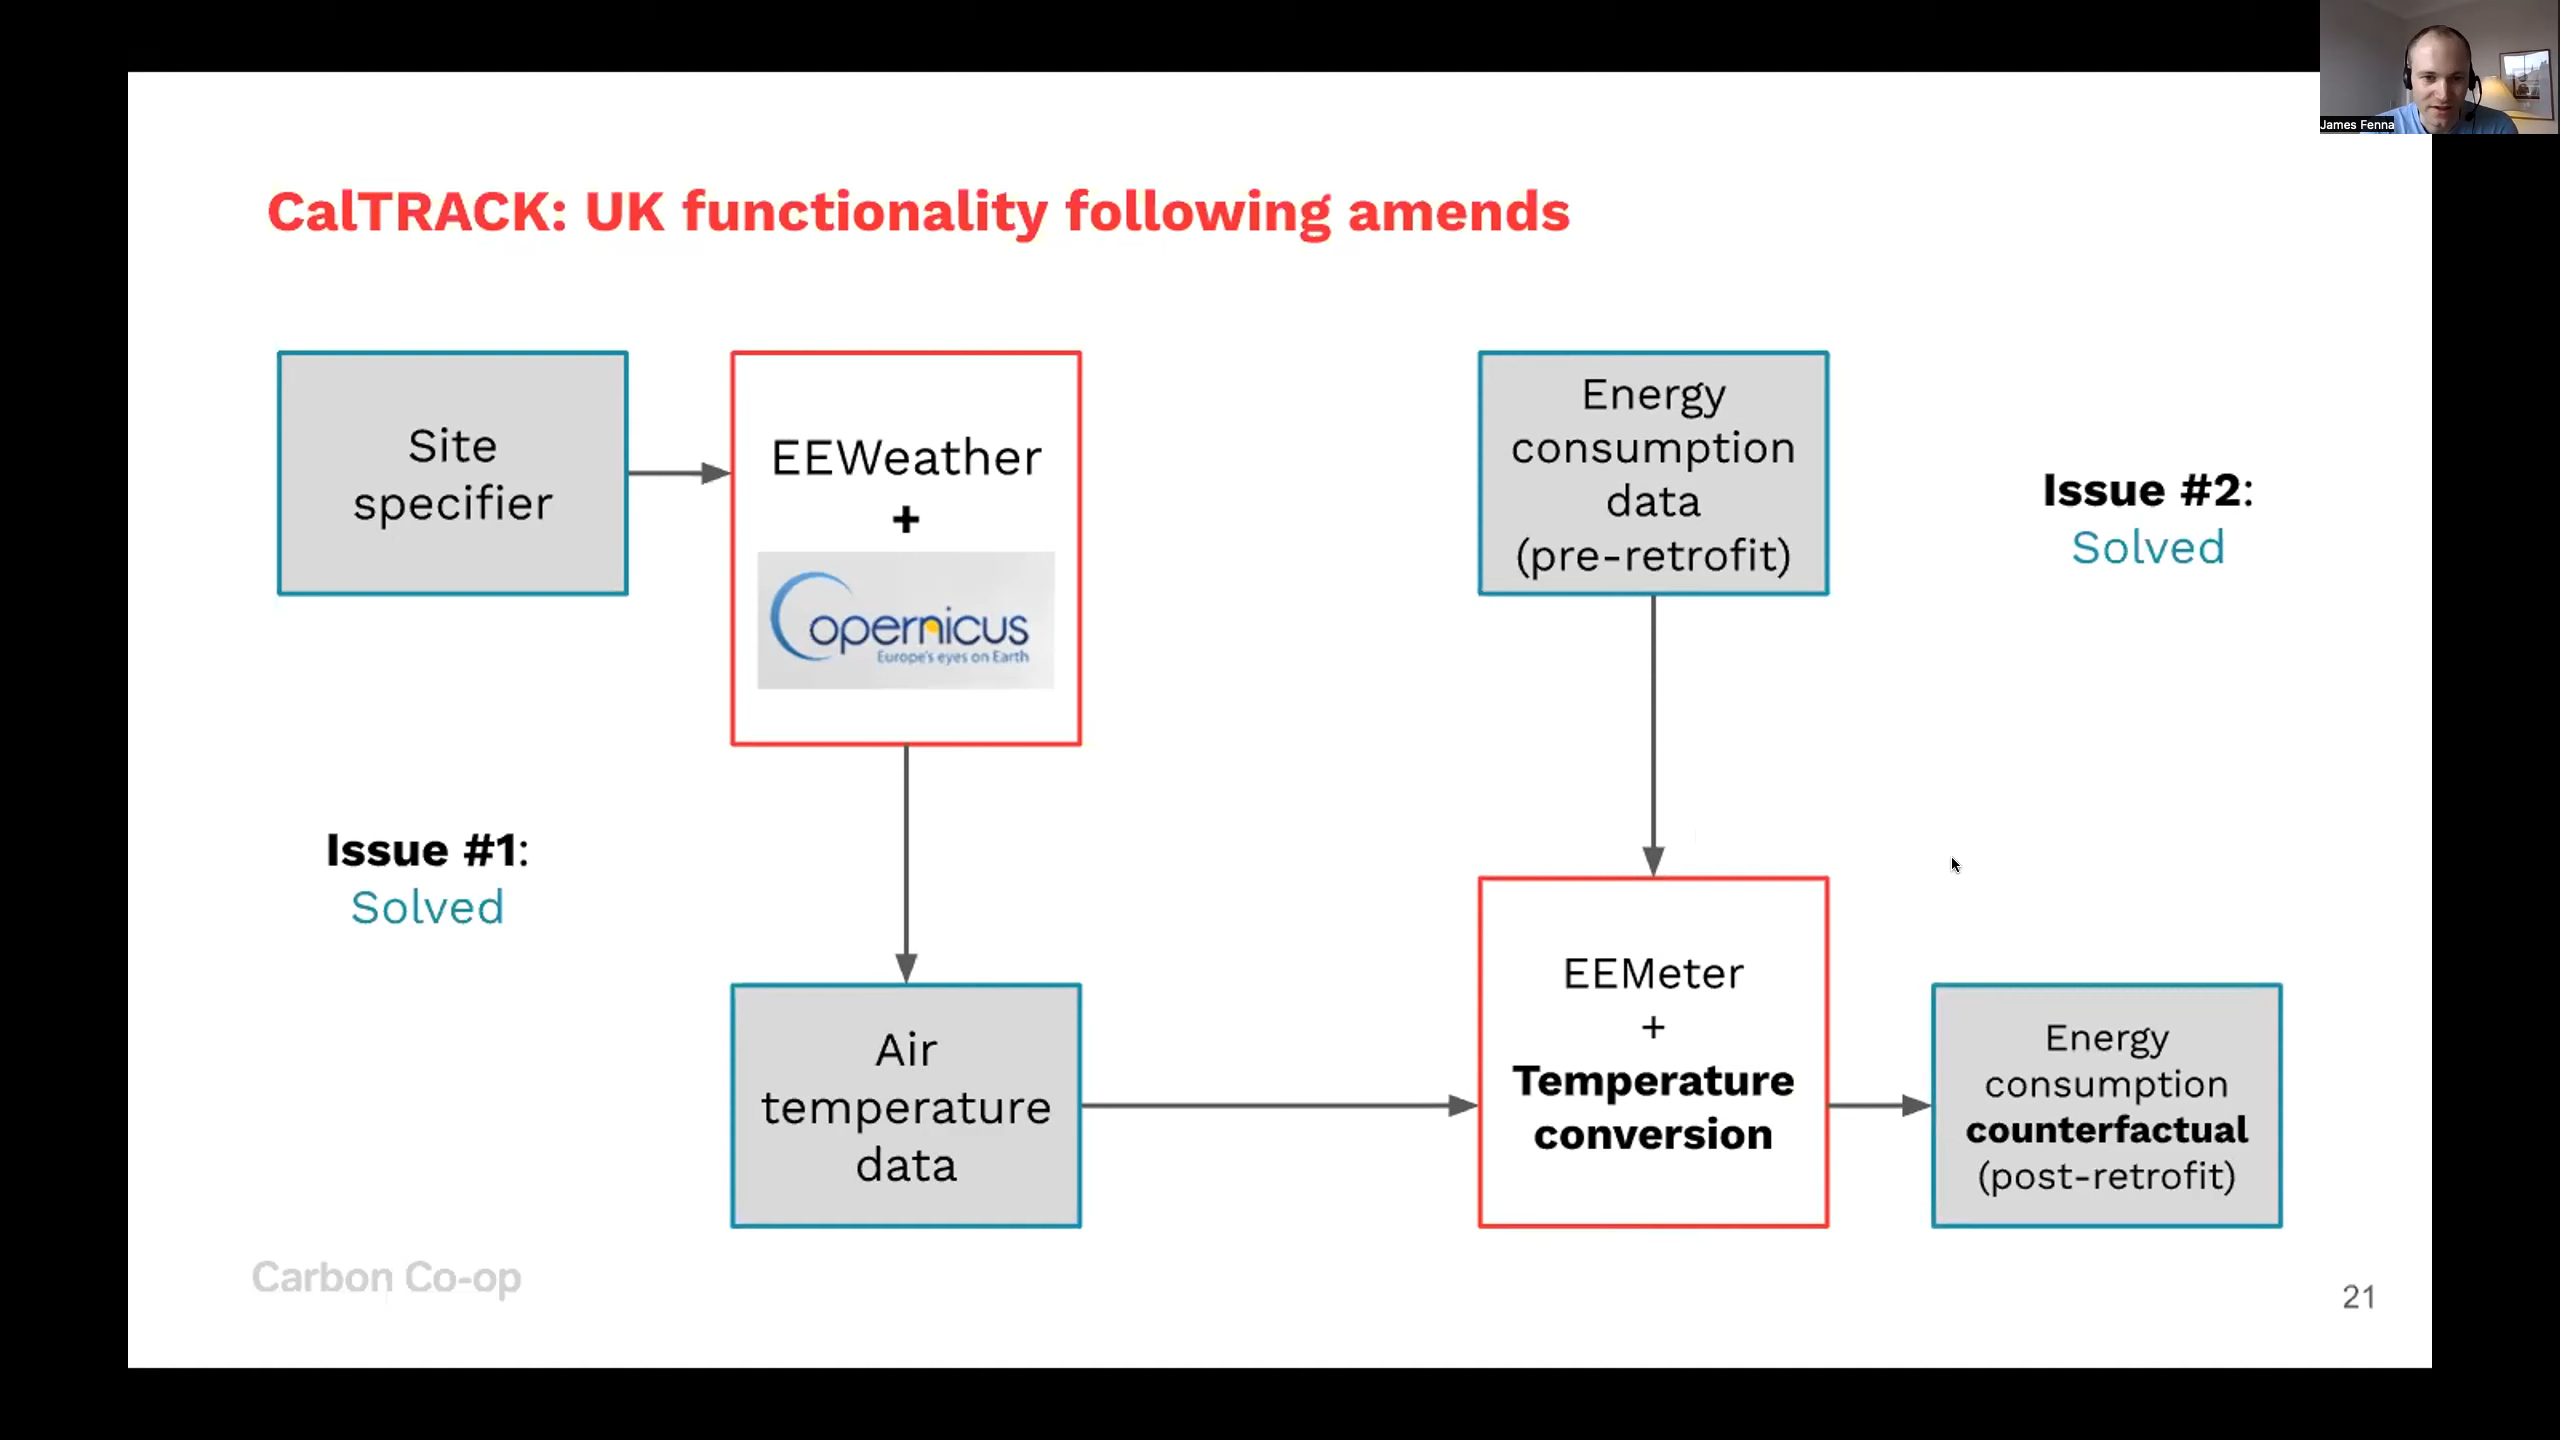 James Fenna
CalTRACK: UK functionality following amends
Site
specifier
EEWeather
+
Copernicus
Europe's eyes on Earth
Energy
consumption
data
(pre-retrofit)
Issue #2:
Solved
Issue #1:
Solved
Air
temperature
data
EEMeter
+
Temperature
conversion
Energy
consumption
counterfactual
(post-retrofit)
Carbon Co-op
21